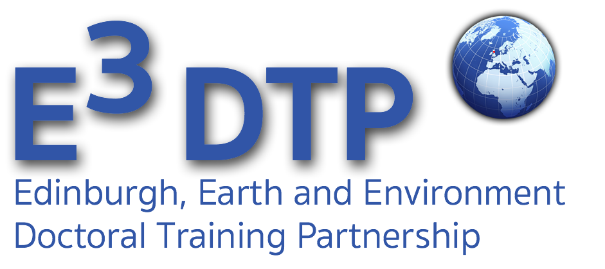 E³ DTP
Edinburgh, Earth and Environment
Doctoral Training Partnership